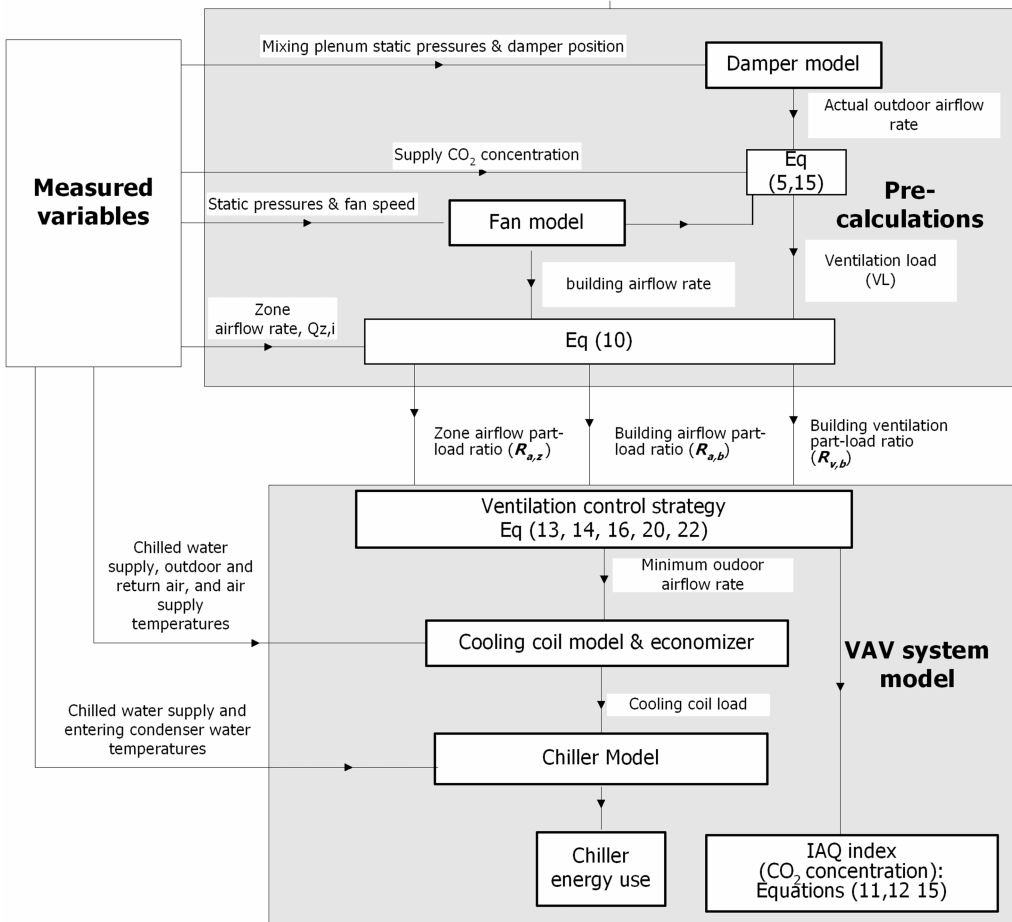 Mixing plenum static pressures & damper position
Damper model
Actual outdoor airflow
rate
Supply CO₂ concentration
Eq
(5,15)
Measured
variables
Pre-
calculations
Static pressures & fan speed
Fan model
Ventilation load
(VL)
building airflow rate
Zone
airflow rate, Qz,i
Eq (10)
Zone airflow part-
load ratio (Ra,z)
Building airflow part-
load ratio (Ra,b)
Building ventilation
part-load ratio
(Rv,b)
Ventilation control strategy
Eq (13, 14, 16, 20, 22)
Chilled water
supply, outdoor and
return air, and air
supply
temperatures
Minimum oudoor
airflow rate
Cooling coil model & economizer
VAV system
model
Cooling coil load
Chilled water supply and
entering condenser water
temperatures
Chiller Model
Chiller
energy use
IAQ index
(CO₂ concentration):
Equations (11,12 15)